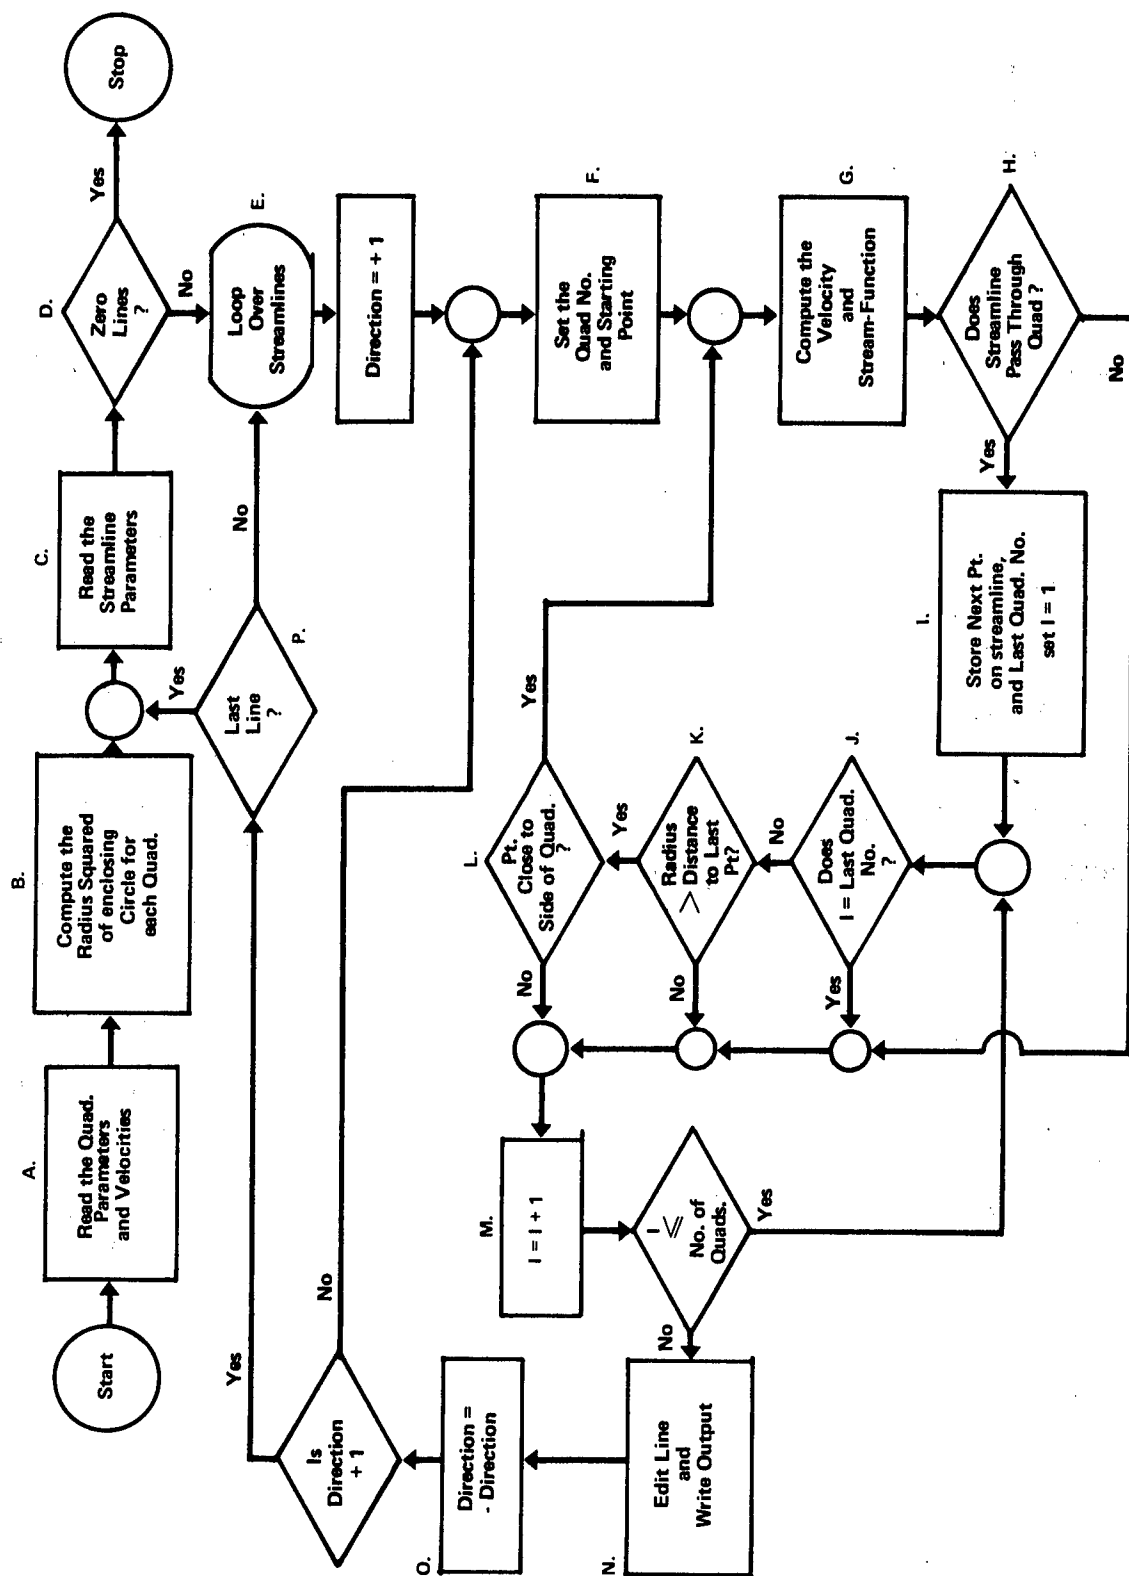 Start
A.
Read the Quad.
Parameters
and Velocities
B.
Compute the
Radius Squared
of enclosing
Circle for
each Quad.
C.
Read the
Streamline
Parameters
D.
Zero
Lines
?
Yes
Stop
No
E.
Loop
Over
Streamlines
Direction = + 1
F.
Set the
Quad No.
and Starting
Point
G.
Compute the
Velocity
and
Stream-Function
H.
Does
Streamline
Pass Through
Quad ?
No
Yes
I.
Store Next Pt.
on streamline,
and Last Quad. No.
set I = 1
J.
Does
I = Last Quad.
No.
?
Yes
No
K.
Radius
> Distance
to Last
Pt?
No
Yes
L.
Pt.
Close to
Side of Quad.
?
No
Yes
M.
I = I + 1
I
⩽
No. of
Quads.
Yes
No
N.
Edit Line
and
Write Output
O.
Direction =
- Direction
Is
Direction
+ 1
No
Yes
P.
Last
Line
?
Yes
No